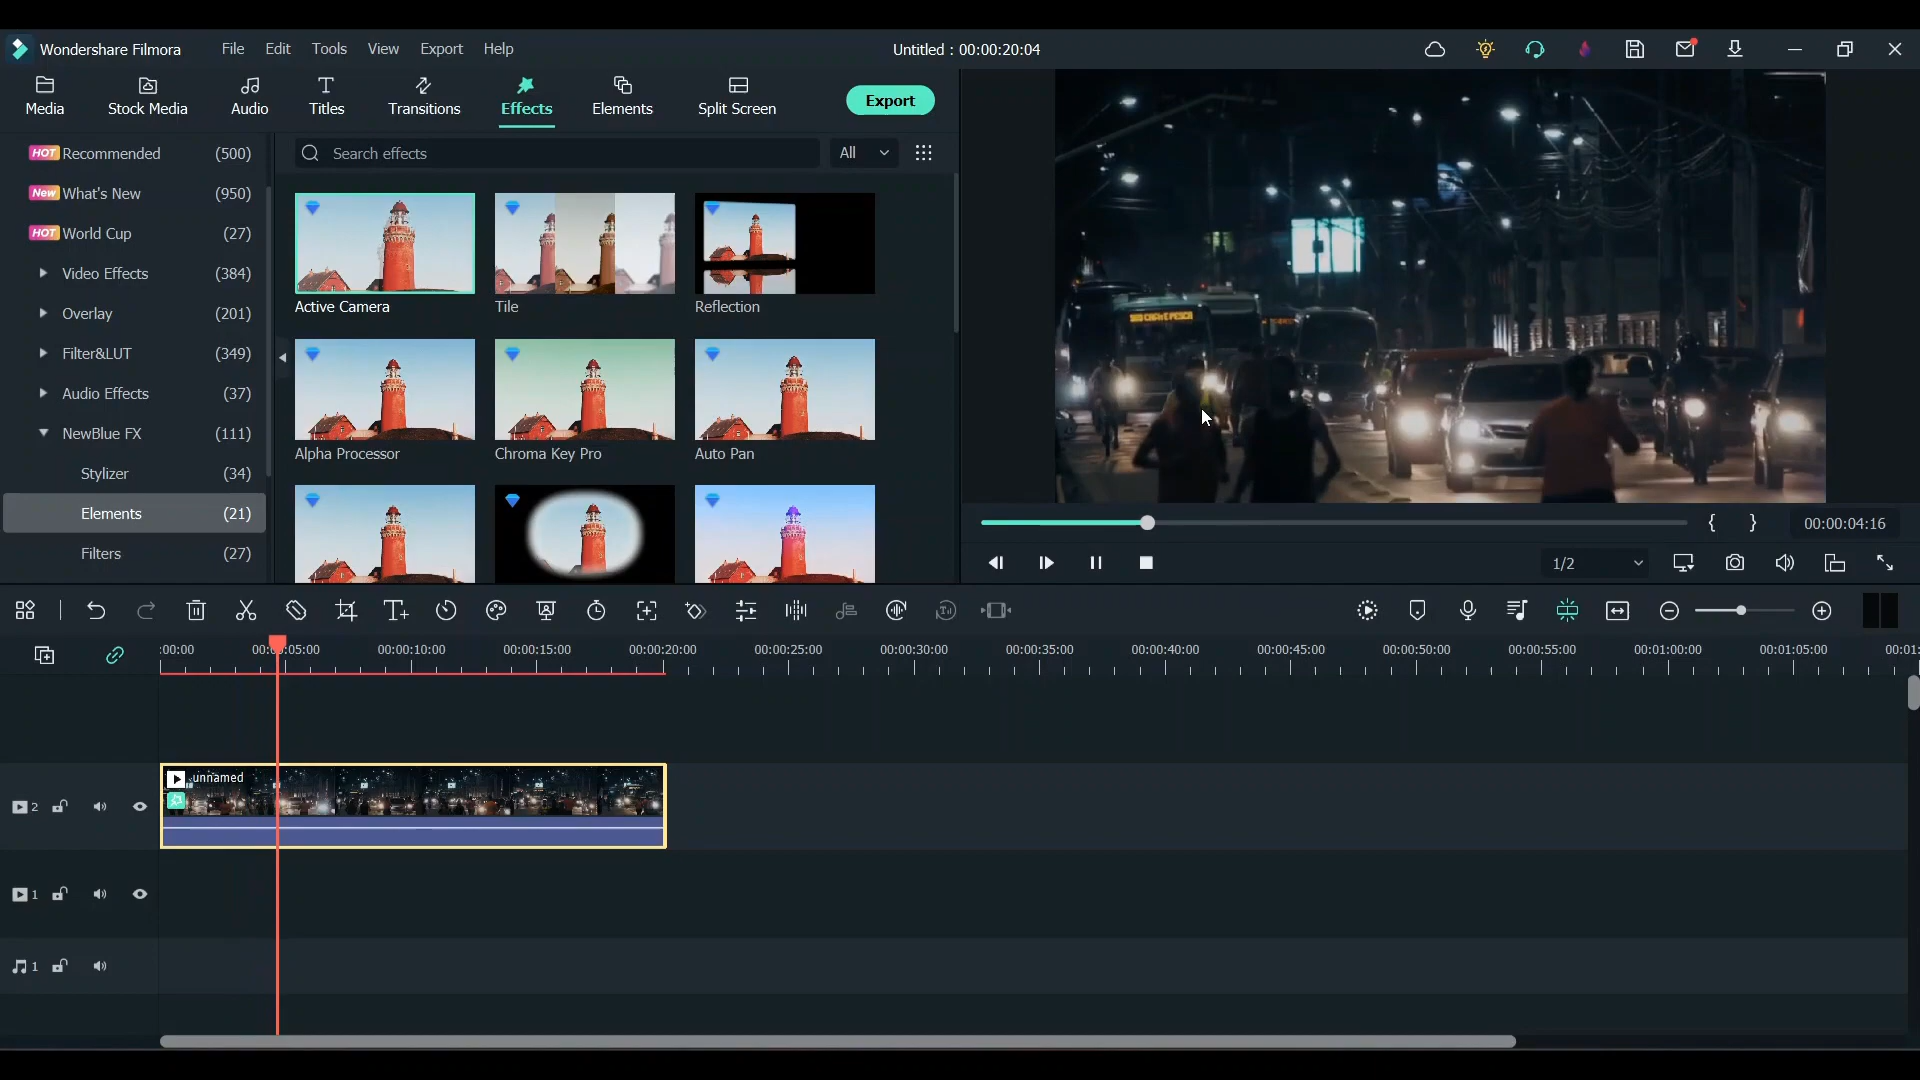 Wondershare Filmora File Edit Tools View Export Help Untitled : 00:00:20:04
Media Stock Media Audio Titles Transitions Effects Elements Split Screen Export
HOT Recommended (500)
New What's New (950)
HOT World Cup (27)
Video Effects (384)
Overlay (201)
Filter&LUT (349)
Audio Effects (37)
NewBlue FX (111)
Stylizer (34)
Elements (21)
Filters (27)
Search effects All
Active Camera Tile Reflection
Alpha Processor Chroma Key Pro Auto Pan
{ } 00:00:04:16
1/2
:00:00 00:00:05:00 00:00:10:00 00:00:15:00 00:00:20:00 00:00:25:00 00:00:30:00 00:00:35:00 00:00:40:00 00:00:45:00 00:00:50:00 00:00:55:00 00:01:00:00 00:01:05:00 00:01:
unnamed
2
1
1